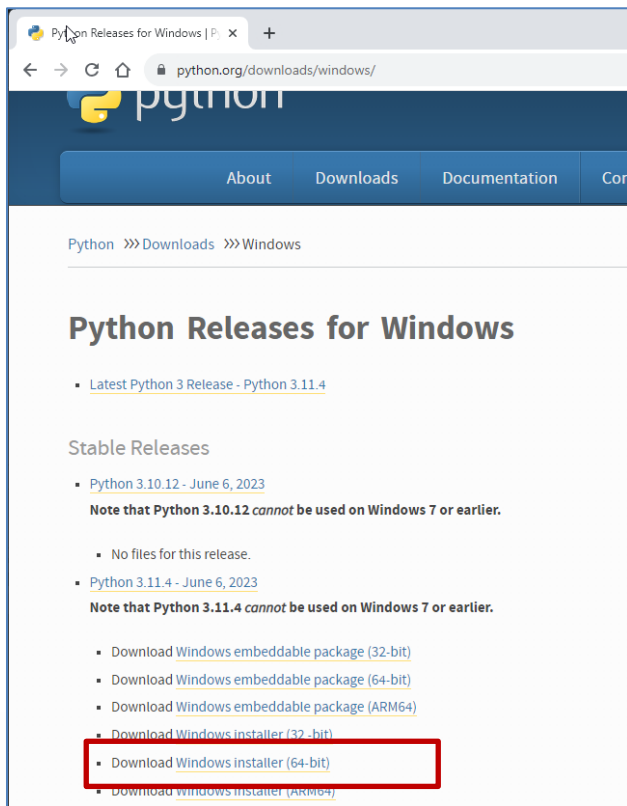 Python Releases for Windows | P
python.org/downloads/windows/
python
About Downloads Documentation
Python >>> Downloads >>> Windows
Python Releases for Windows
Latest Python 3 Release - Python 3.11.4
Stable Releases
Python 3.10.12 - June 6, 2023
Note that Python 3.10.12 cannot be used on Windows 7 or earlier.
No files for this release.
Python 3.11.4 - June 6, 2023
Note that Python 3.11.4 cannot be used on Windows 7 or earlier.
Download Windows embeddable package (32-bit)
Download Windows embeddable package (64-bit)
Download Windows embeddable package (ARM64)
Download Windows installer (32 -bit)
Download Windows installer (64-bit)
Download Windows installer (ARM64)